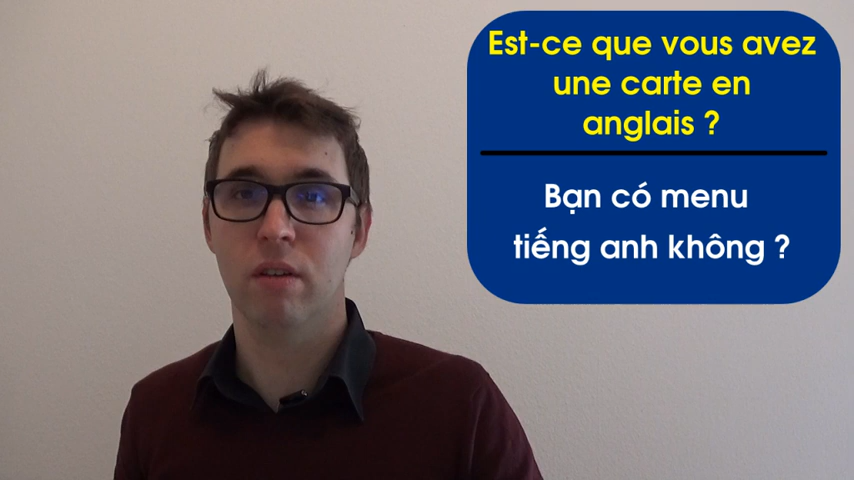 Est-ce que vous avez
une carte en
anglais ?
Bạn có menu
tiếng anh không ?